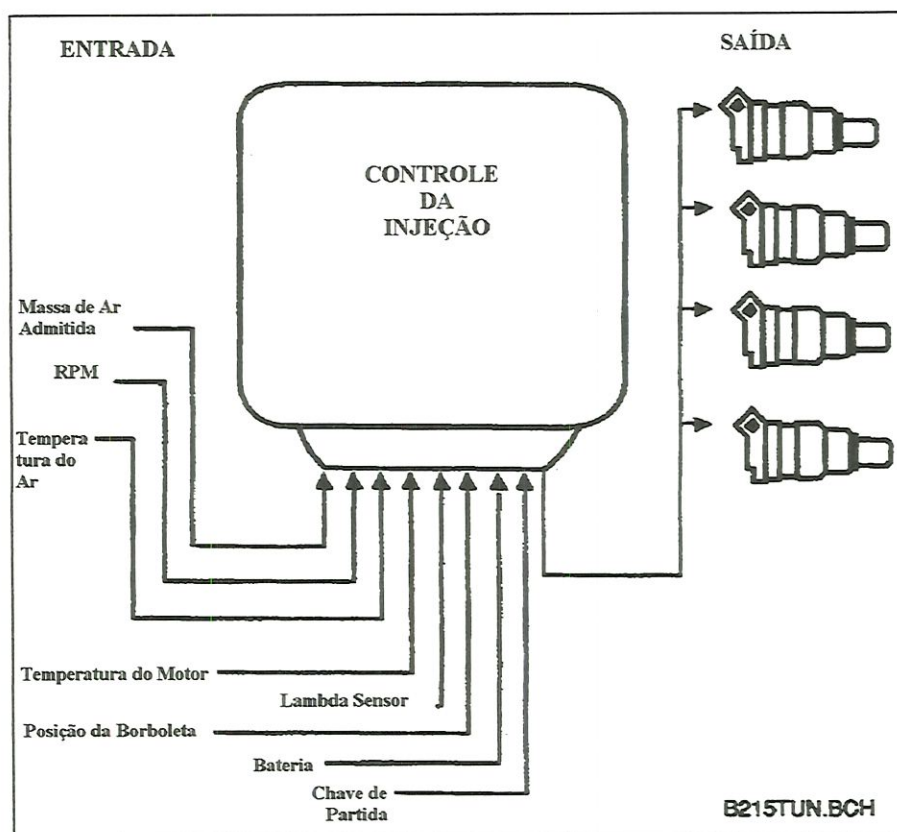 ENTRADA
SAÍDA
CONTROLE
DA
INJEÇÃO
Massa de Ar
Admitida
RPM
Tempera
tura do
Ar
Temperatura do Motor
Lambda Sensor
Posição da Borboleta
Bateria
Chave de
Partida
B215TUN.BCH